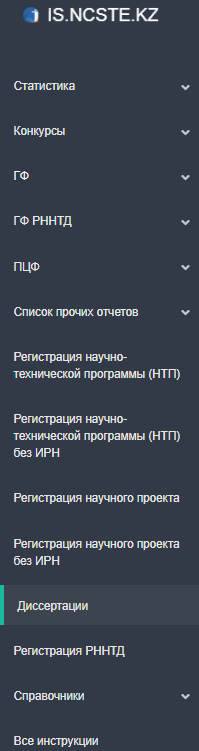 IS.NCSTE.KZ
Статистика
Конкурсы
ГФ
ГФ РННТД
ПЦФ
Список прочих отчетов
Регистрация научно-
технической программы (НТП)
Регистрация научно-
технической программы (НТП)
без ИРН
Регистрация научного проекта
Регистрация научного проекта
без ИРН
Диссертации
Регистрация РННТД
Справочники
Все инструкции